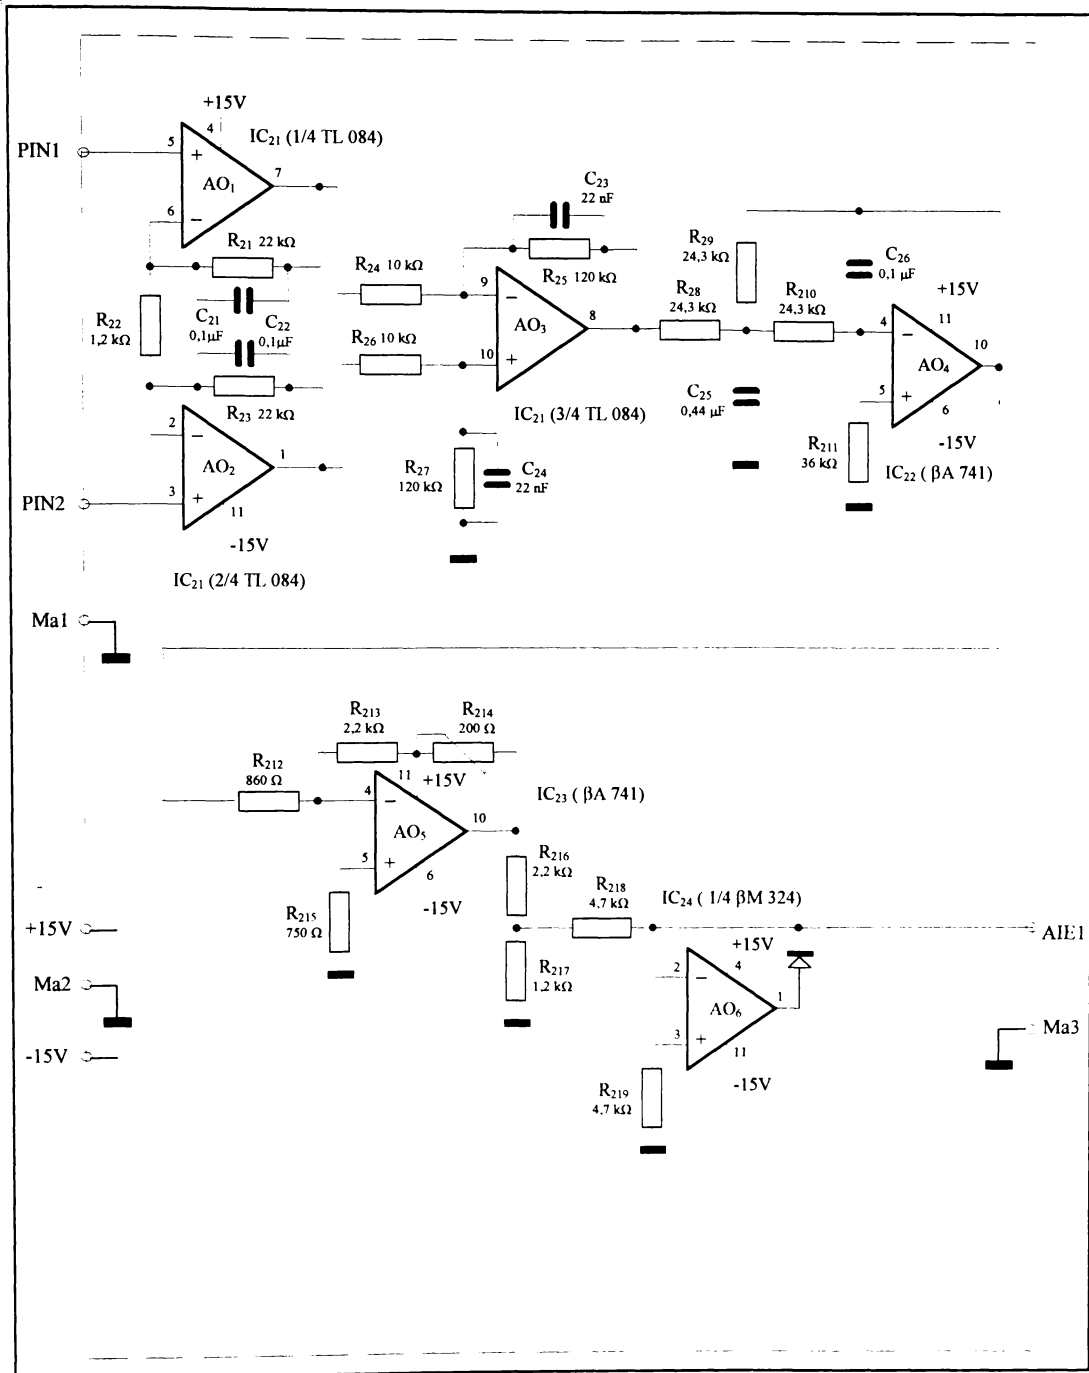 +15V
4
IC21 (1/4 TL 084)
PIN1
5
+
AO1
7
6
−
R21 22 kΩ
C23
22 nF
R29
24,3 kΩ
C26
0,1 µF
R24 10 kΩ
9
−
R25 120 kΩ
R28
24,3 kΩ
R210
24,3 kΩ
+15V
11
R22
1,2 kΩ
C21
0,1µF
C22
0,1µF
R26 10 kΩ
AO3
8
10
+
4
−
AO4
10
R23 22 kΩ
C25
0,44 µF
5
+
6
IC21 (3/4 TL 084)
2
−
AO2
1
R27
120 kΩ
C24
22 nF
R211
36 kΩ
-15V
IC22 ( βA 741)
PIN2
3
+
11
-15V
IC21 (2/4 TL 084)
Ma1
R213
2,2 kΩ
R214
200 Ω
R212
860 Ω
11
+15V
4
−
IC23 ( βA 741)
AO5
10
5
+
6
R216
2,2 kΩ
-15V
R215
750 Ω
R218
4,7 kΩ
IC24 ( 1/4 βM 324)
+15V
AIE1
+15V
R217
1,2 kΩ
2
−
4
Ma2
AO6
1
Ma3
-15V
3
+
11
-15V
R219
4,7 kΩ